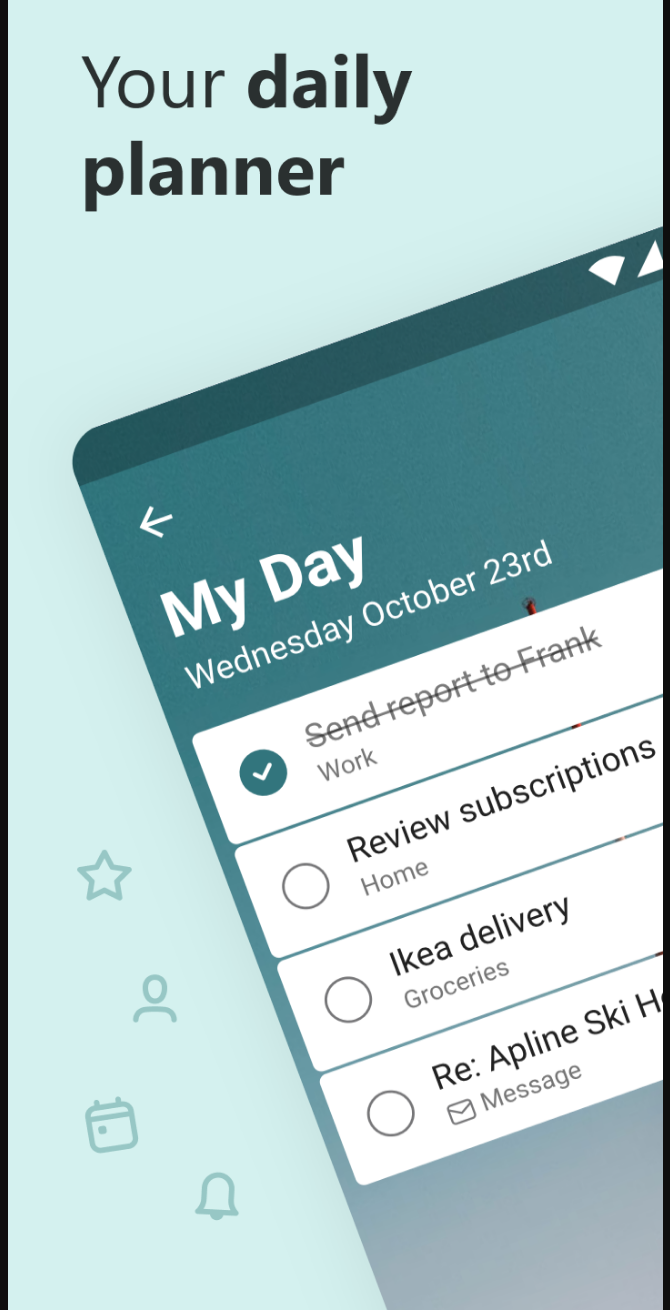 Your daily
planner
My Day
Wednesday October 23rd
Send report to Frank
Work
Review subscriptions
Home
Ikea delivery
Groceries
Re: Apline Ski
Message